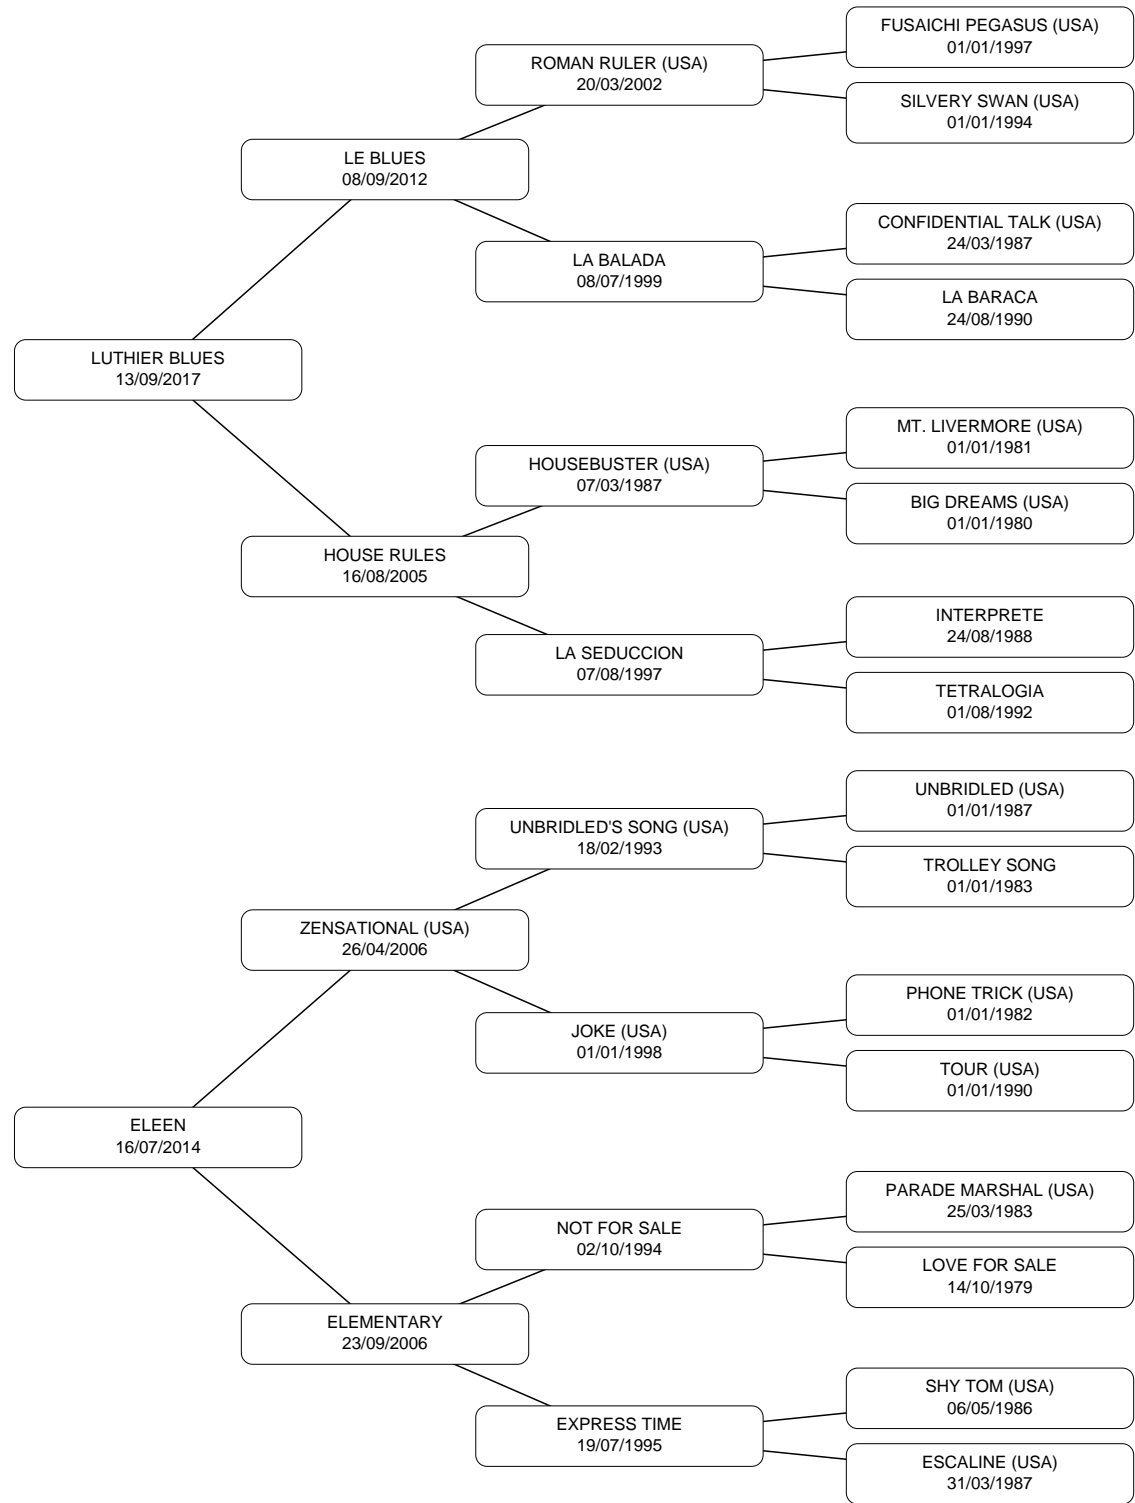 FUSAICHI PEGASUS (USA)
01/01/1997
ROMAN RULER (USA)
20/03/2002
SILVERY SWAN (USA)
01/01/1994
LE BLUES
08/09/2012
CONFIDENTIAL TALK (USA)
24/03/1987
LA BALADA
08/07/1999
LA BARACA
24/08/1990
LUTHIER BLUES
13/09/2017
MT. LIVERMORE (USA)
01/01/1981
HOUSEBUSTER (USA)
07/03/1987
BIG DREAMS (USA)
01/01/1980
HOUSE RULES
16/08/2005
INTERPRETE
24/08/1988
LA SEDUCCION
07/08/1997
TETRALOGIA
01/08/1992
UNBRIDLED (USA)
01/01/1987
UNBRIDLED'S SONG (USA)
18/02/1993
TROLLEY SONG
01/01/1983
ZENSATIONAL (USA)
26/04/2006
PHONE TRICK (USA)
01/01/1982
JOKE (USA)
01/01/1998
TOUR (USA)
01/01/1990
ELEEN
16/07/2014
PARADE MARSHAL (USA)
25/03/1983
NOT FOR SALE
02/10/1994
LOVE FOR SALE
14/10/1979
ELEMENTARY
23/09/2006
SHY TOM (USA)
06/05/1986
EXPRESS TIME
19/07/1995
ESCALINE (USA)
31/03/1987